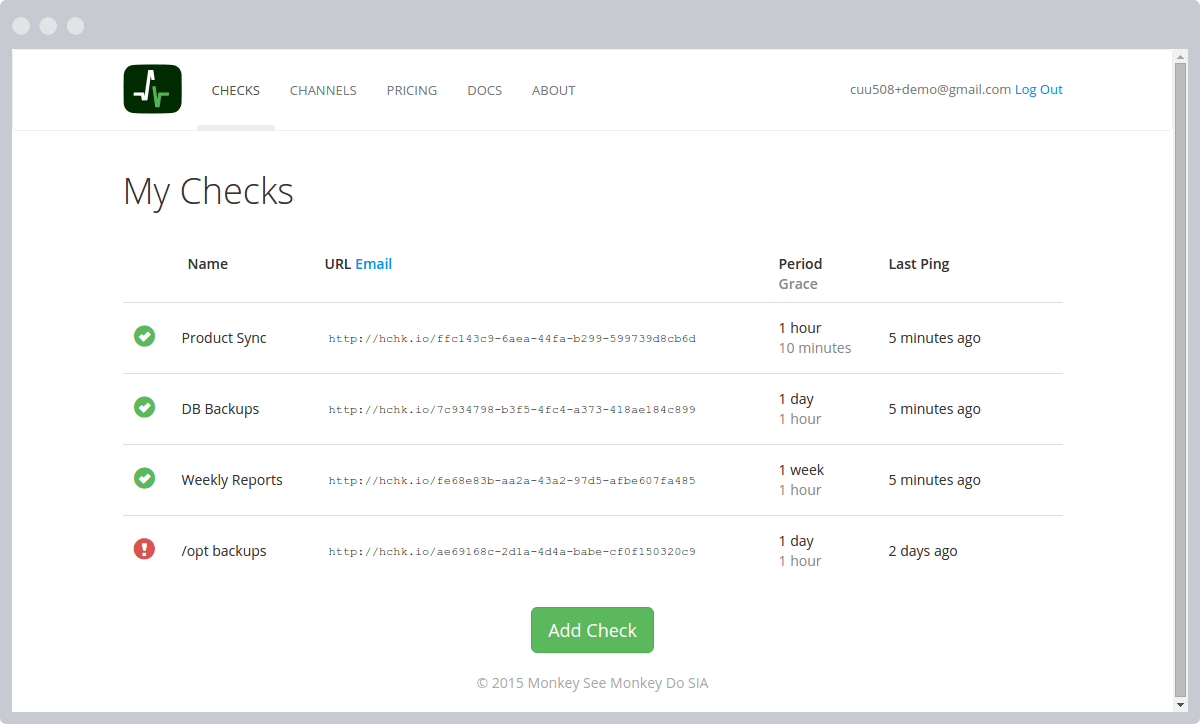 CHECKS CHANNELS PRICING DOCS ABOUT cuu508+demo@gmail.com Log Out
My Checks
Name URL Email Period Last Ping
Grace
Product Sync http://hchk.io/ffc143c9-6aea-44fa-b299-599739d8cb6d 1 hour 5 minutes ago
10 minutes
DB Backups http://hchk.io/7c934798-b3f5-4fc4-a373-418ae184c899 1 day 5 minutes ago
1 hour
Weekly Reports http://hchk.io/fe68e83b-aa2a-43a2-97d5-afbe607fa485 1 week 5 minutes ago
1 hour
/opt backups http://hchk.io/ae69168c-2d1a-4d4a-babe-cf0f150320c9 1 day 2 days ago
1 hour
Add Check
© 2015 Monkey See Monkey Do SIA